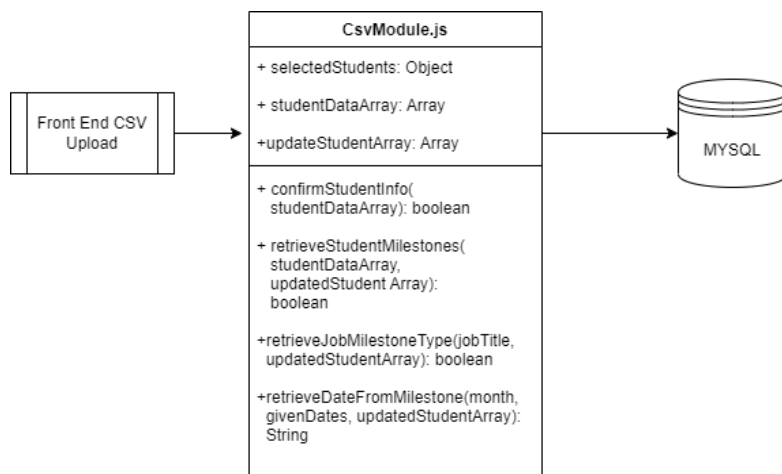 CsvModule.js
+ selectedStudents: Object
+ studentDataArray: Array
+updateStudentArray: Array
Front End CSV
Upload
MYSQL
+ confirmStudentInfo(
studentDataArray): boolean
+ retrieveStudentMilestones(
studentDataArray,
updatedStudent Array):
boolean
+retrieveJobMilestoneType(jobTitle,
updatedStudentArray): boolean
+retrieveDateFromMilestone(month,
givenDates, updatedStudentArray):
String